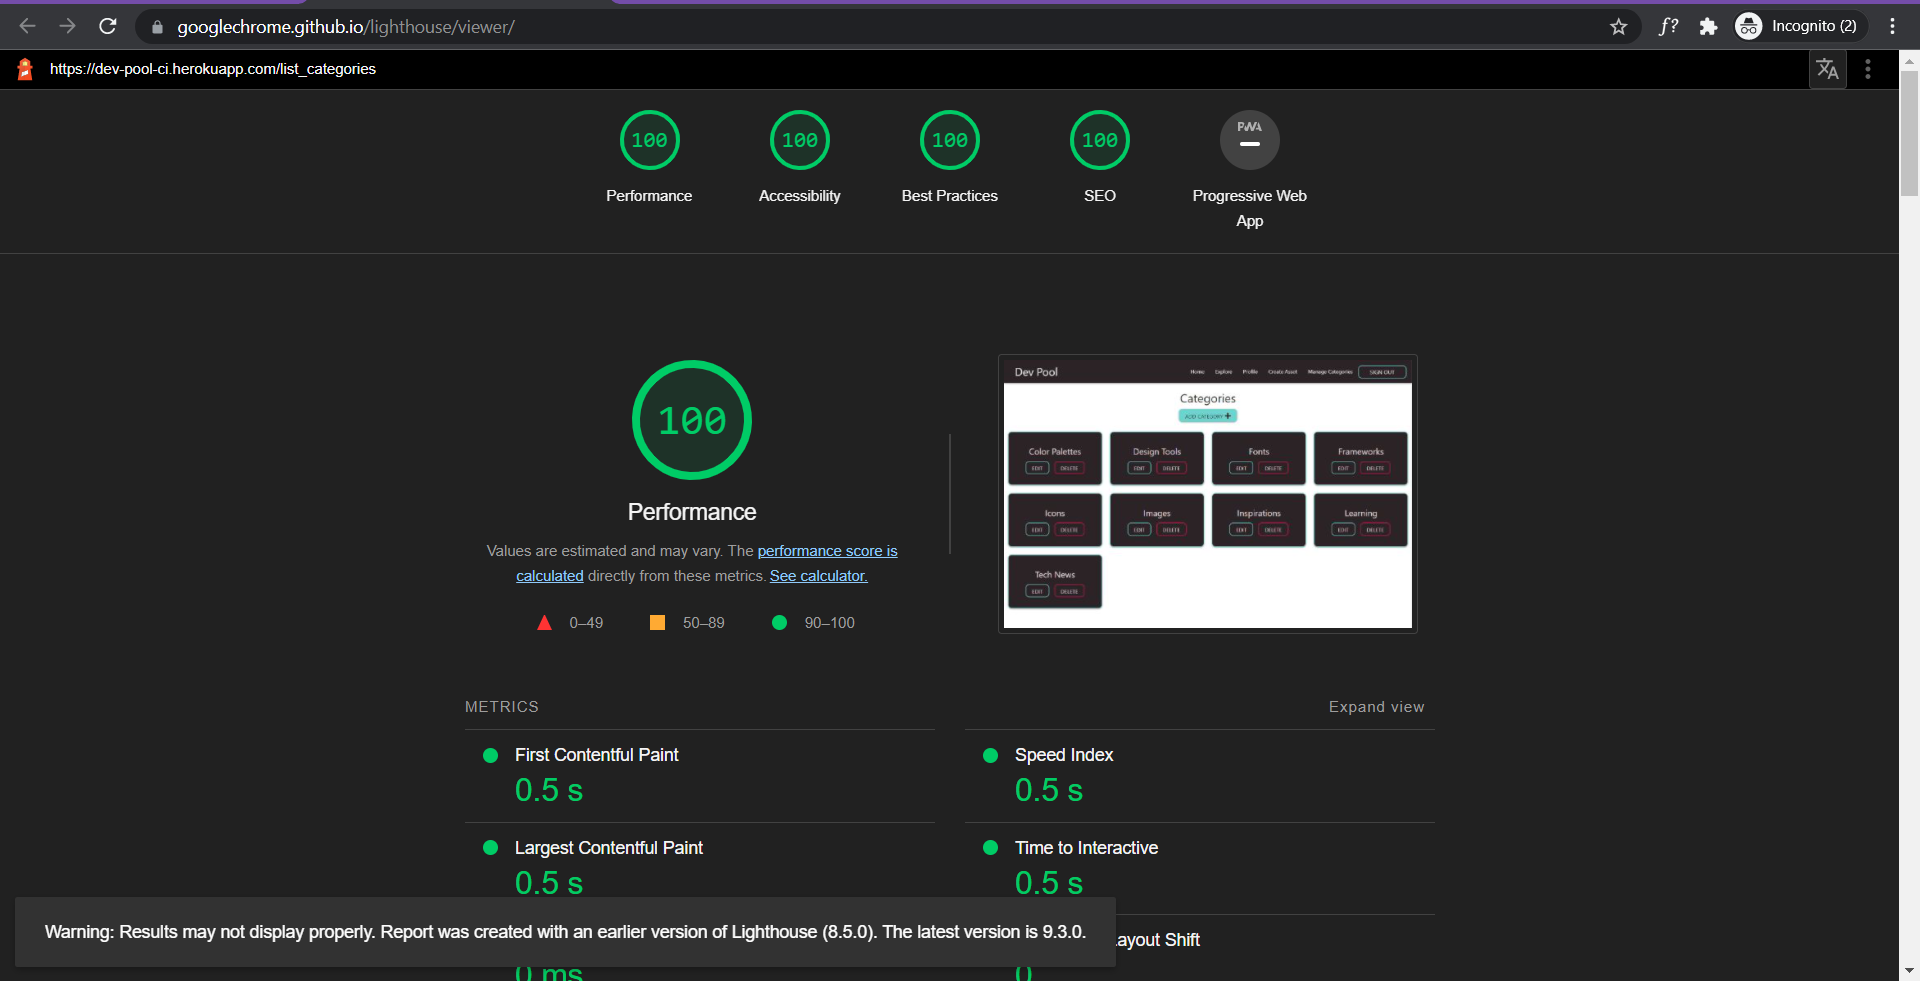 googlechrome.github.io/lighthouse/viewer/
f?
Incognito (2)
https://dev-pool-ci.herokuapp.com/list_categories
100
100
100
100
PWA
Performance
Accessibility
Best Practices
SEO
Progressive Web
App
100
Performance
Values are estimated and may vary. The performance score is
calculated directly from these metrics. See calculator.
0–49
50–89
90–100
Dev Pool
Home
Explore
Profile
Create Asset
Manage Categories
SIGN OUT
Categories
ADD CATEGORY
Color Palettes
EDIT
DELETE
Design Tools
EDIT
DELETE
Fonts
EDIT
DELETE
Frameworks
EDIT
DELETE
Icons
EDIT
DELETE
Images
EDIT
DELETE
Inspirations
EDIT
DELETE
Learning
EDIT
DELETE
Tech News
EDIT
DELETE
METRICS
Expand view
First Contentful Paint
0.5 s
Speed Index
0.5 s
Largest Contentful Paint
0.5 s
Time to Interactive
0.5 s
Warning: Results may not display properly. Report was created with an earlier version of Lighthouse (8.5.0). The latest version is 9.3.0.
ayout Shift
0 ms
0